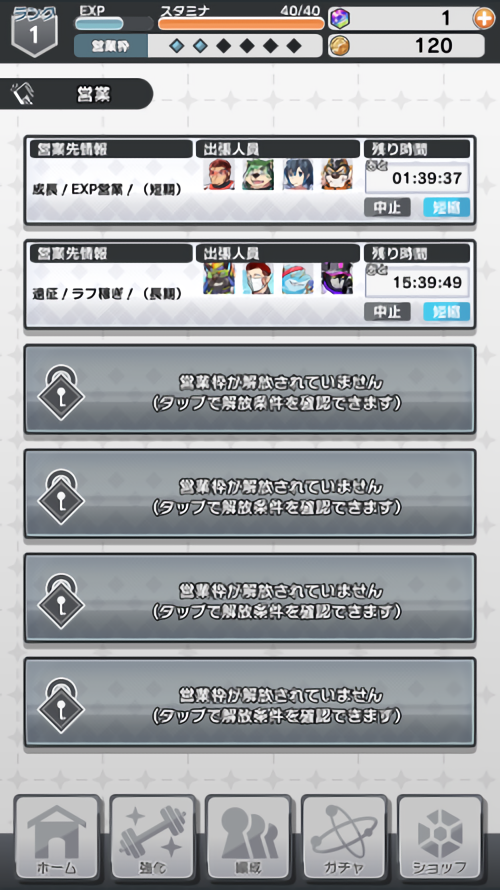 ランク
1
EXP
スタミナ
40/40
1
営業枠
120
営業
営業先情報
出張人員
残り時間
成長/EXP営業/(短期)
あと
01:39:37
中止
短縮
営業先情報
出張人員
残り時間
遠征/ラフ稼ぎ/(長期)
あと
15:39:49
中止
短縮
営業枠が解放されていません
(タップで解放条件を確認できます)
営業枠が解放されていません
(タップで解放条件を確認できます)
営業枠が解放されていません
(タップで解放条件を確認できます)
営業枠が解放されていません
(タップで解放条件を確認できます)
ホーム
強化
編成
ガチャ
ショップ